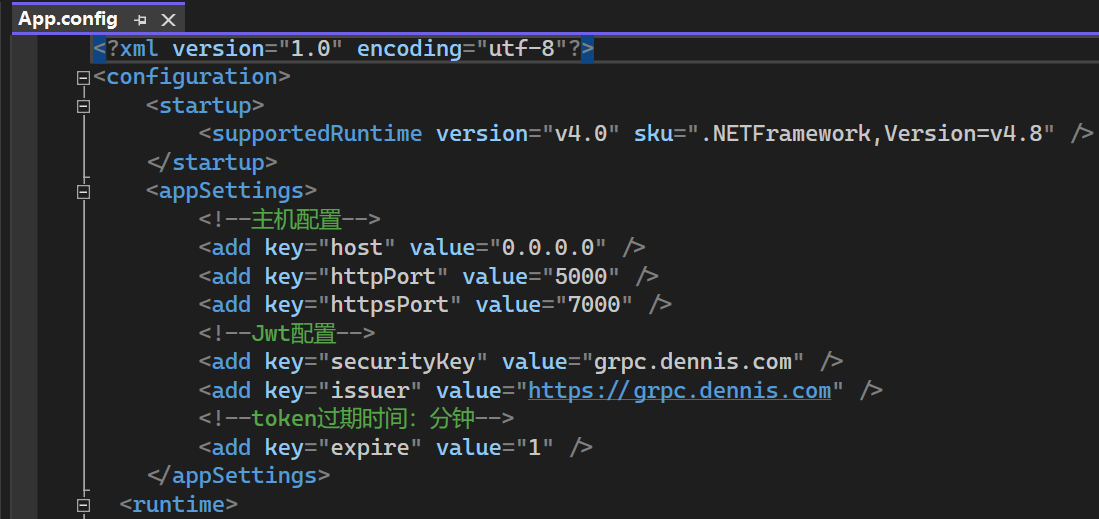 App.config
<?xml version="1.0" encoding="utf-8"?>
<configuration>
<startup>
<supportedRuntime version="v4.0" sku=".NETFramework,Version=v4.8" />
</startup>
<appSettings>
<!--主机配置-->
<add key="host" value="0.0.0.0" />
<add key="httpPort" value="5000" />
<add key="httpsPort" value="7000" />
<!--Jwt配置-->
<add key="securityKey" value="grpc.dennis.com" />
<add key="issuer" value="https://grpc.dennis.com" />
<!--token过期时间：分钟-->
<add key="expire" value="1" />
</appSettings>
<runtime>